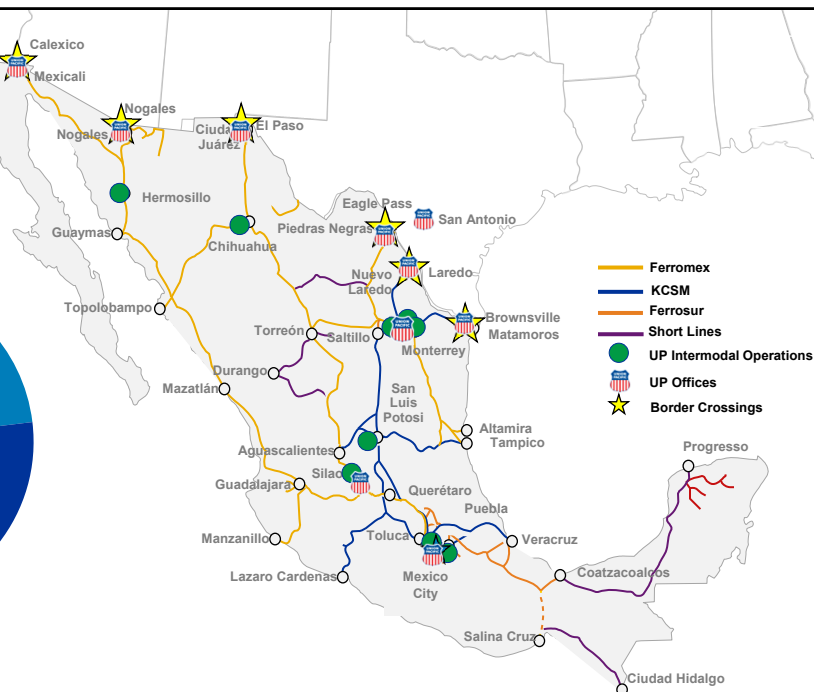 Calexico
Mexicali
Nogales
Nogales
Ciuda
Juárez
El Paso
Hermosillo
Guaymas
Chihuahua
Eagle Pass
Piedras Negras
San Antonio
Nuevo
Laredo
Laredo
Topolobampo
Torreón
Saltillo
Monterrey
Brownsville
Matamoros
Durango
Mazatlán
San
Luis
Potosi
Altamira
Tampico
Aguascalientes
Silao
Guadalajara
Querétaro
Puebla
Progresso
Manzanillo
Toluca
Veracruz
Lazaro Cardenas
Mexico
City
Coatzacoalcos
Salina Cruz
Ciudad Hidalgo
Ferromex
KCSM
Ferrosur
Short Lines
UP Intermodal Operations
UP Offices
Border Crossings